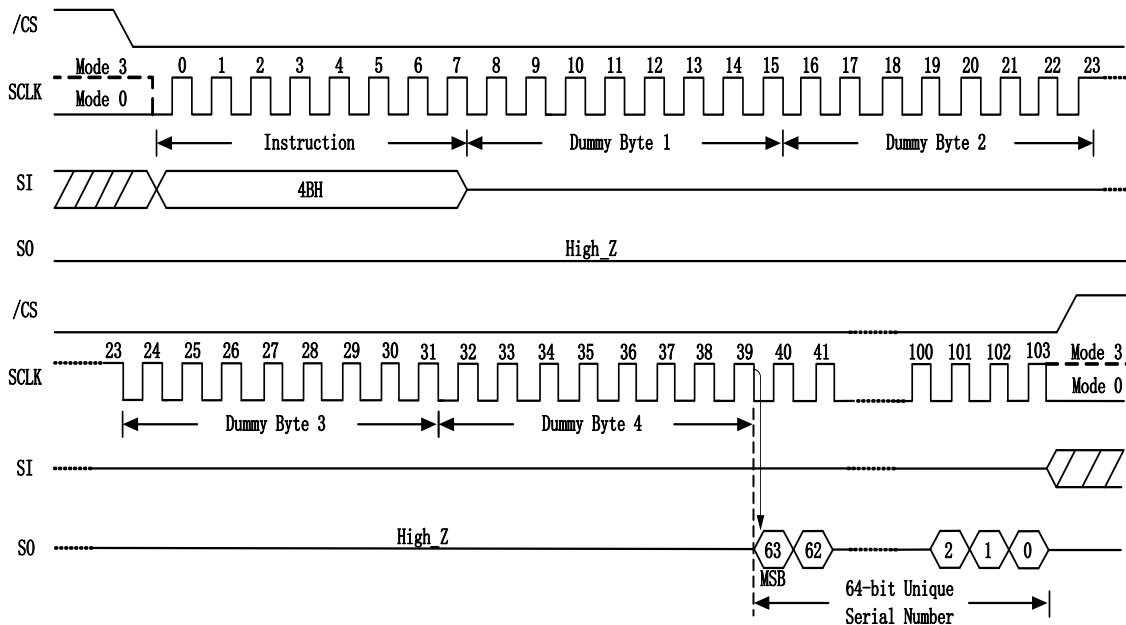 /CS
Mode 3 0 1 2 3 4 5 6 7 8 9 10 11 12 13 14 15 16 17 18 19 20 21 22 23
SCLK Mode 0
Instruction Dummy Byte 1 Dummy Byte 2
SI 4BH
SO High_Z
/CS
23 24 25 26 27 28 29 30 31 32 33 34 35 36 37 38 39 40 41 100 101 102 103 Mode 3
SCLK Mode 0
Dummy Byte 3 Dummy Byte 4
SI
SO High_Z 63 62 2 1 0
MSB
64-bit Unique
Serial Number